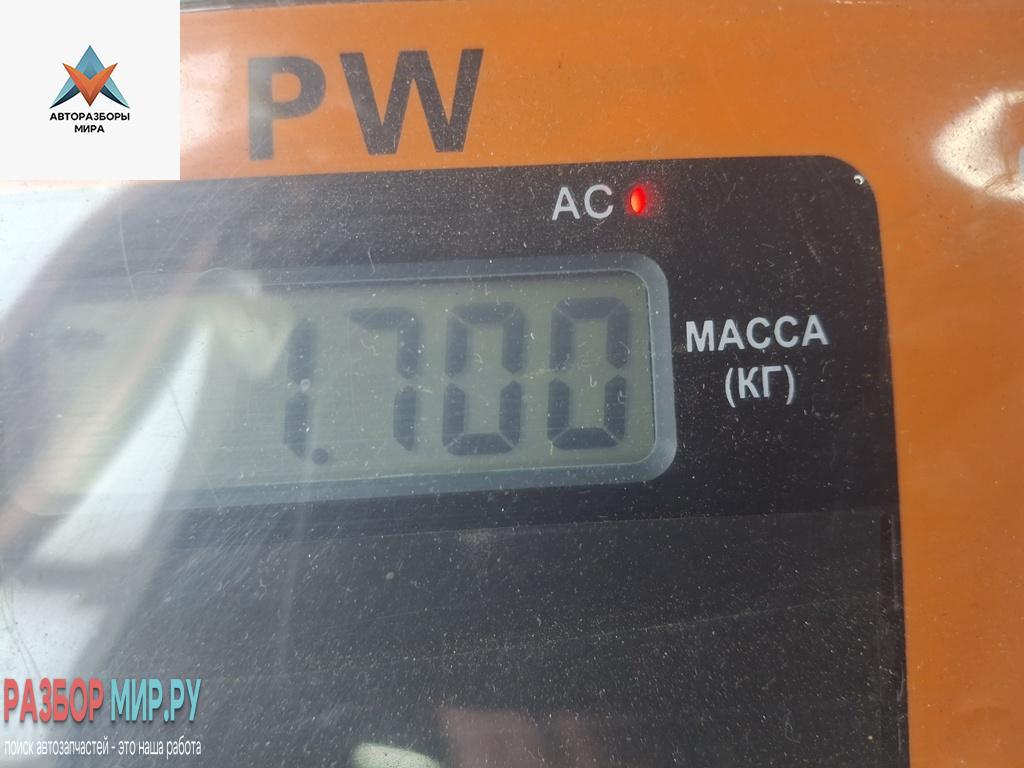 АВТОРАЗБОРЫ
МИРА
PW
AC
1.700
МАССА
(КГ)
РАЗБОР МИР.РУ
поиск автозапчастей - это наша работа